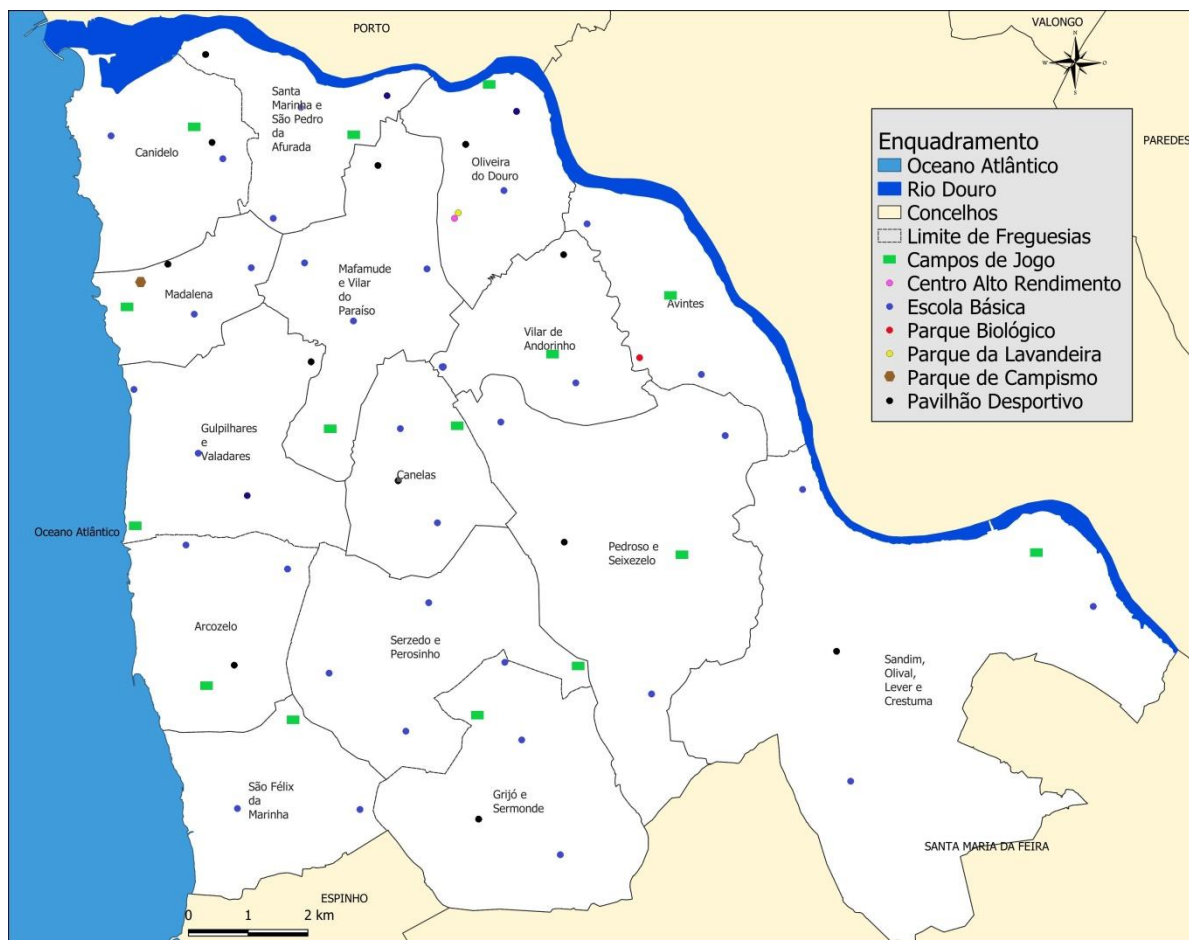 PORTO
VALONGO
N
W
O
S
PAREDES
Enquadramento
Oceano Atlântico
Rio Douro
Concelhos
Limite de Freguesias
Campos de Jogo
Centro Alto Rendimento
Escola Básica
Parque Biológico
Parque da Lavandeira
Parque de Campismo
Pavilhão Desportivo
Santa
Marinha e
São Pedro
da
Afurada
Canidelo
Oliveira
do Douro
Mafamude
e Vilar
do
Paraíso
Madalena
Avintes
Vilar de
Andorinho
Gulpilhares
e
Valadares
Canelas
Oceano Atlântico
Pedroso e
Seixezelo
Arcozelo
Serzedo e
Perosinho
Sandim,
Olival,
Lever e
Crestuma
São Félix
da
Marinha
Grijó e
Sermonde
SANTA MARIA DA FEIRA
ESPINHO
0 1 2 km